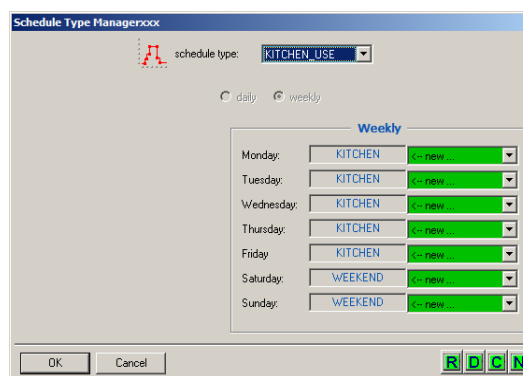 Schedule Type Managerxxx
schedule type: KITCHEN_USE
daily weekly
Weekly
Monday: KITCHEN <-- new ...
Tuesday: KITCHEN <-- new ...
Wednesday: KITCHEN <-- new ...
Thursday: KITCHEN <-- new ...
Friday KITCHEN <-- new ...
Saturday: WEEKEND <-- new ...
Sunday: WEEKEND <-- new ...
OK Cancel R D C N